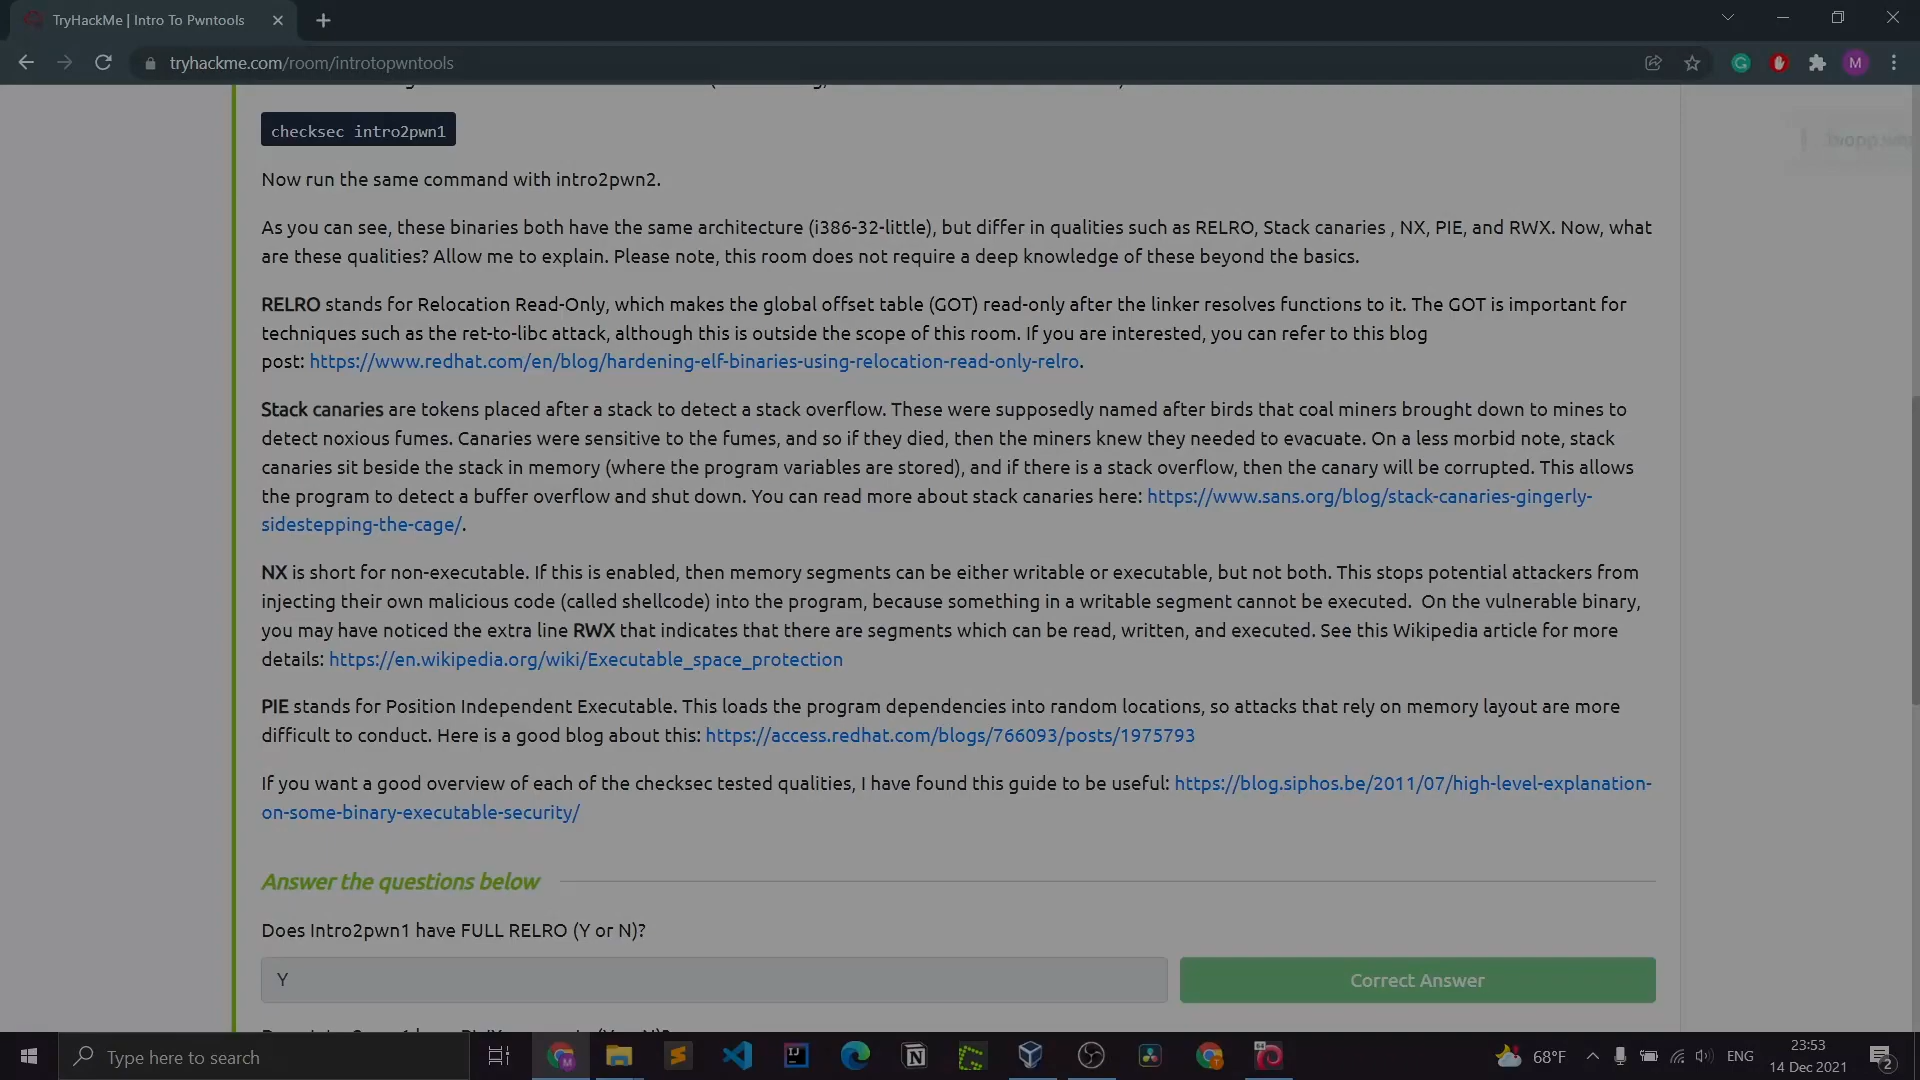 TryHackMe | Intro To Pwntools
tryhackme.com/room/introtopwntools
M
checksec intro2pwn1
Now run the same command with intro2pwn2.
As you can see, these binaries both have the same architecture (i386-32-little), but differ in qualities such as RELRO, Stack canaries , NX, PIE, and RWX. Now, what
are these qualities? Allow me to explain. Please note, this room does not require a deep knowledge of these beyond the basics.
RELRO stands for Relocation Read-Only, which makes the global offset table (GOT) read-only after the linker resolves functions to it. The GOT is important for
techniques such as the ret-to-libc attack, although this is outside the scope of this room. If you are interested, you can refer to this blog
post: https://www.redhat.com/en/blog/hardening-elf-binaries-using-relocation-read-only-relro.
Stack canaries are tokens placed after a stack to detect a stack overflow. These were supposedly named after birds that coal miners brought down to mines to
detect noxious fumes. Canaries were sensitive to the fumes, and so if they died, then the miners knew they needed to evacuate. On a less morbid note, stack
canaries sit beside the stack in memory (where the program variables are stored), and if there is a stack overflow, then the canary will be corrupted. This allows
the program to detect a buffer overflow and shut down. You can read more about stack canaries here: https://www.sans.org/blog/stack-canaries-gingerly-
sidestepping-the-cage/.
NX is short for non-executable. If this is enabled, then memory segments can be either writable or executable, but not both. This stops potential attackers from
injecting their own malicious code (called shellcode) into the program, because something in a writable segment cannot be executed.  On the vulnerable binary,
you may have noticed the extra line RWX that indicates that there are segments which can be read, written, and executed. See this Wikipedia article for more
details: https://en.wikipedia.org/wiki/Executable_space_protection
PIE stands for Position Independent Executable. This loads the program dependencies into random locations, so attacks that rely on memory layout are more
difficult to conduct. Here is a good blog about this: https://access.redhat.com/blogs/766093/posts/1975793
If you want a good overview of each of the checksec tested qualities, I have found this guide to be useful: https://blog.siphos.be/2011/07/high-level-explanation-
on-some-binary-executable-security/
Answer the questions below
Does Intro2pwn1 have FULL RELRO (Y or N)?
Y
Correct Answer
Type here to search
68°F
ENG
23:53
14 Dec 2021
2